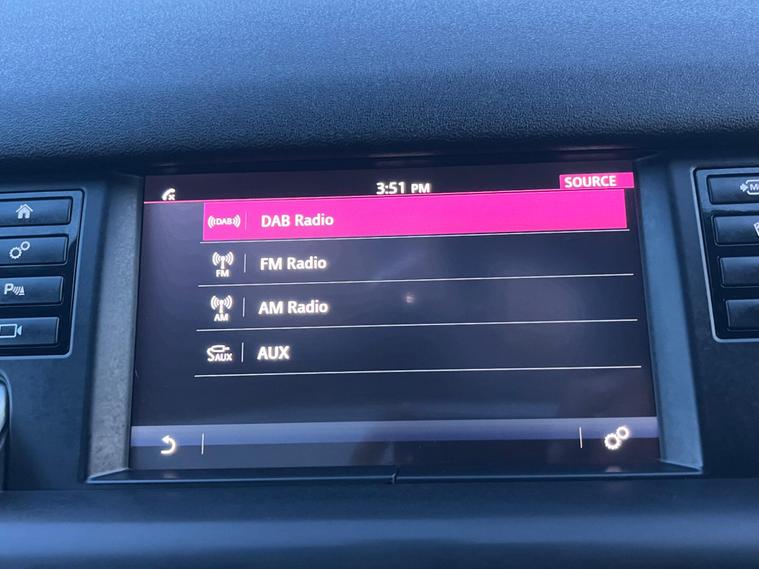 3:51 PM
SOURCE
DAB DAB Radio
FM FM Radio
AM AM Radio
AUX AUX
P